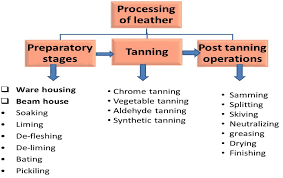 Processing
of leather
Preparatory
stages
Tanning
Post tanning
operations
❑ Ware housing
❑ Beam house
• Soaking
• Liming
• De-fleshing
• De-liming
• Bating
• Pickiling
• Chrome tanning
• Vegetable tanning
• Aldehyde tanning
• Synthetic tanning
• Samming
• Splitting
• Skiving
• Neutralizing
• greasing
• Drying
• Finishing